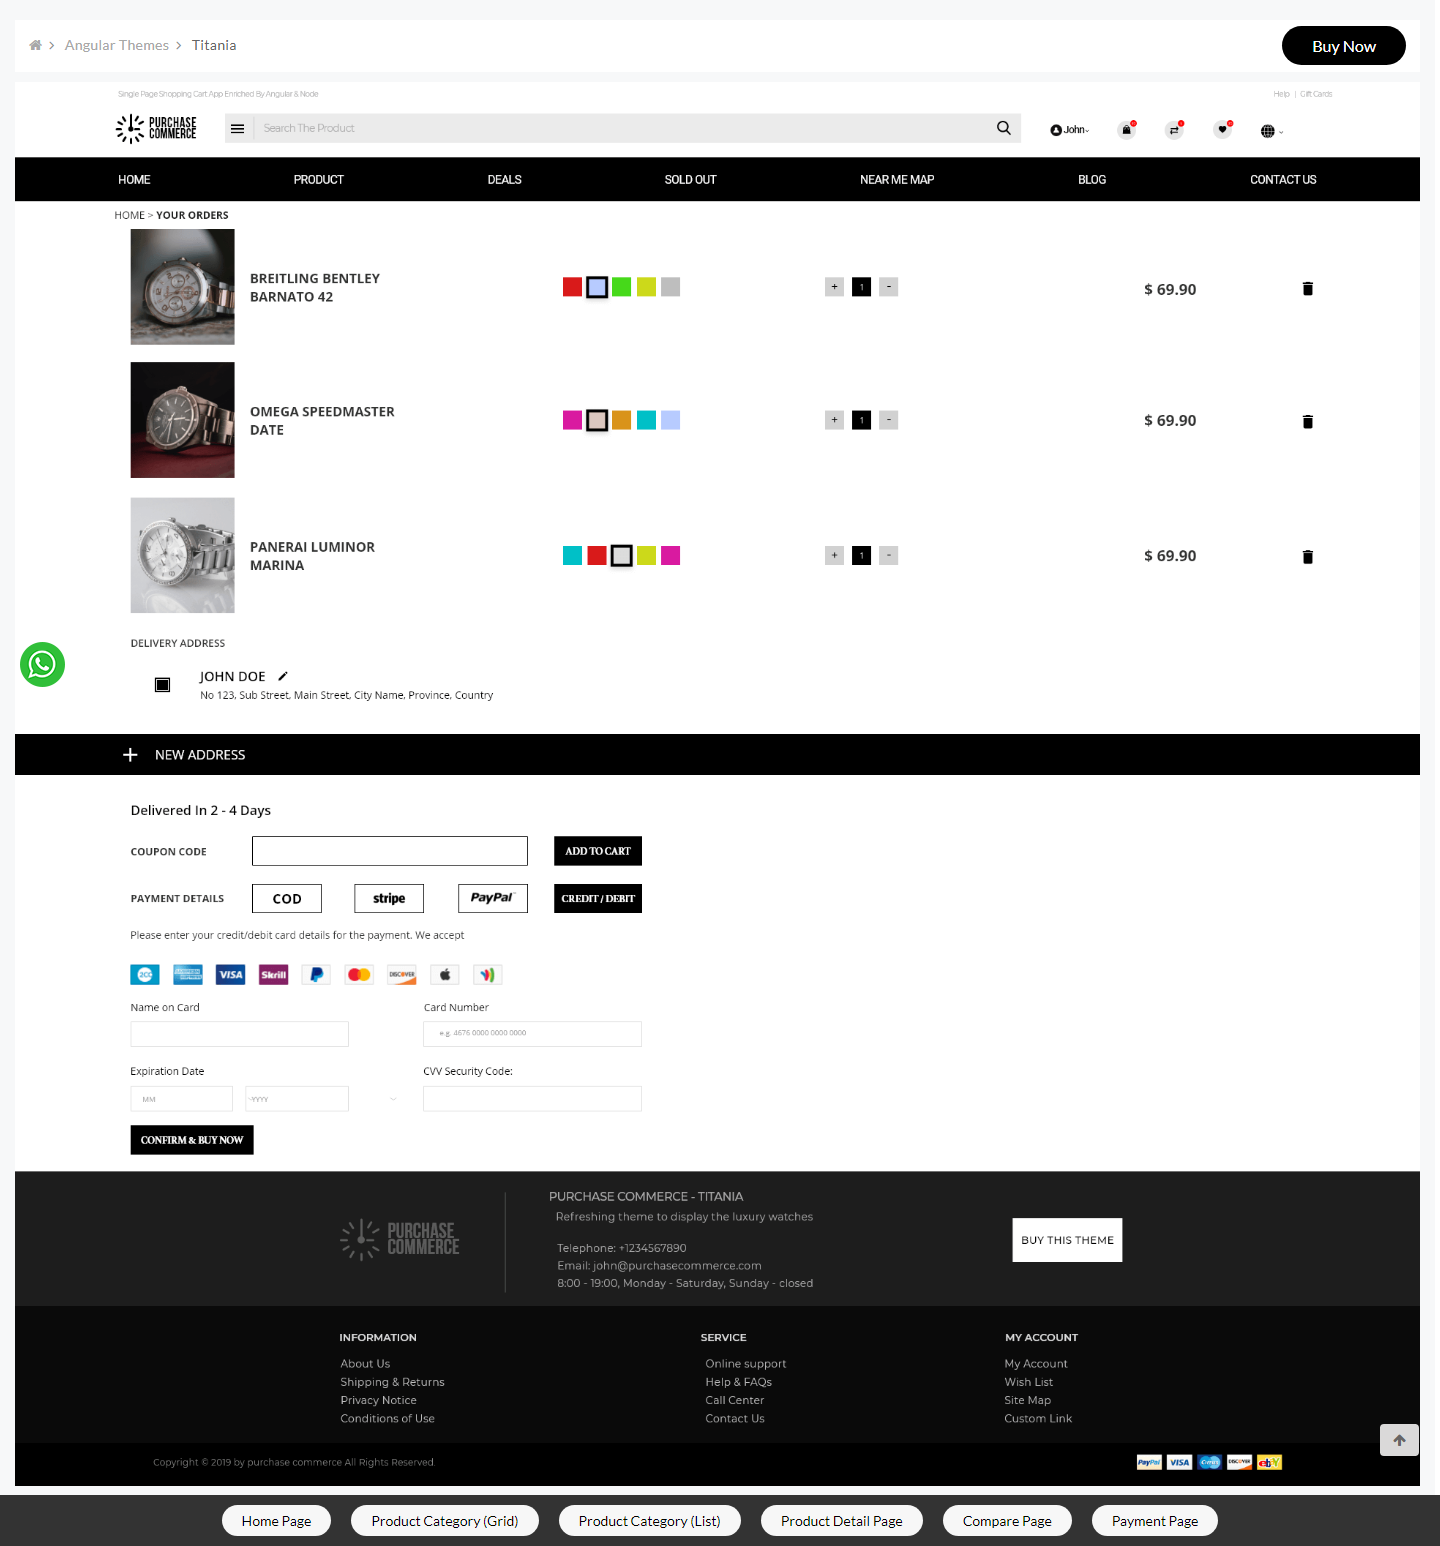 Angular Themes
Titania
Buy Now
Single Page Shopping Cart App Enriched By Angular & Node
Help | Gift Cards
PURCHASE
COMMERCE
Search The Product
John
HOME PRODUCT DEALS SOLD OUT NEAR ME MAP BLOG CONTACT US
HOME > YOUR ORDERS
BREITLING BENTLEY
BARNATO 42
+ 1 -
$ 69.90
OMEGA SPEEDMASTER
DATE
+ 1 -
$ 69.90
PANERAI LUMINOR
MARINA
+ 1 -
$ 69.90
DELIVERY ADDRESS
JOHN DOE
No 123, Sub Street, Main Street, City Name, Province, Country
NEW ADDRESS
Delivered In 2 - 4 Days
COUPON CODE
ADD TO CART
PAYMENT DETAILS
COD
stripe
PayPal
CREDIT / DEBIT
Please enter your credit/debit card details for the payment. We accept
VISA
Skrill
DISCOVER
Name on Card
Card Number
e.g. 4676 0000 0000 0000
Expiration Date
CVV Security Code:
MM
YYYY
CONFIRM & BUY NOW
PURCHASE
COMMERCE
PURCHASE COMMERCE - TITANIA
Refreshing theme to display the luxury watches
Telephone: +1234567890
Email: john@purchasecommerce.com
8:00 - 19:00, Monday - Saturday, Sunday - closed
BUY THIS THEME
INFORMATION
About Us
Shipping & Returns
Privacy Notice
Conditions of Use
SERVICE
Online support
Help & FAQs
Call Center
Contact Us
MY ACCOUNT
My Account
Wish List
Site Map
Custom Link
Copyright © 2019 by purchase commerce All Rights Reserved.
PayPal
VISA
DISCOVER
ebY
Home Page
Product Category (Grid)
Product Category (List)
Product Detail Page
Compare Page
Payment Page